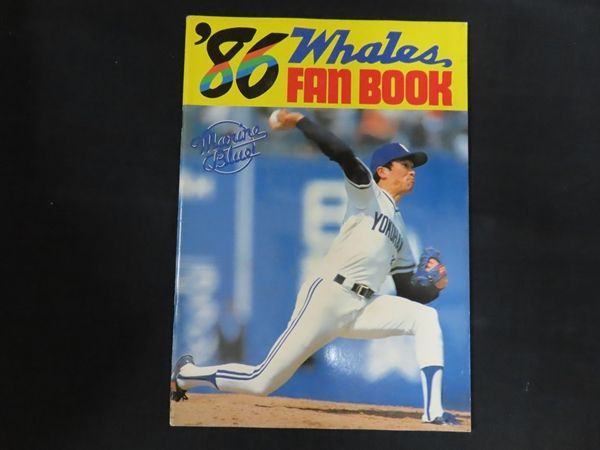 '86 Whales
FAN BOOK
Marine
Blue!
YOKOHAMA